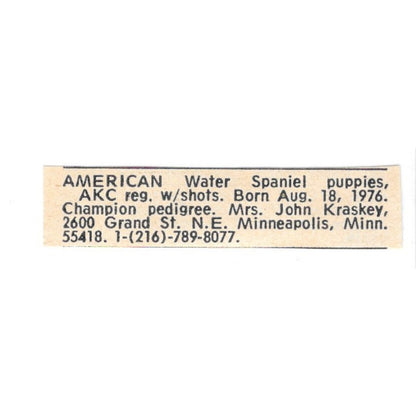 AMERICAN Water Spaniel puppies,
AKC reg. w/shots. Born Aug. 18, 1976.
Champion pedigree. Mrs. John Kraskey,
2600 Grand St. N.E. Minneapolis, Minn.
55418. 1-(216)-789-8077.